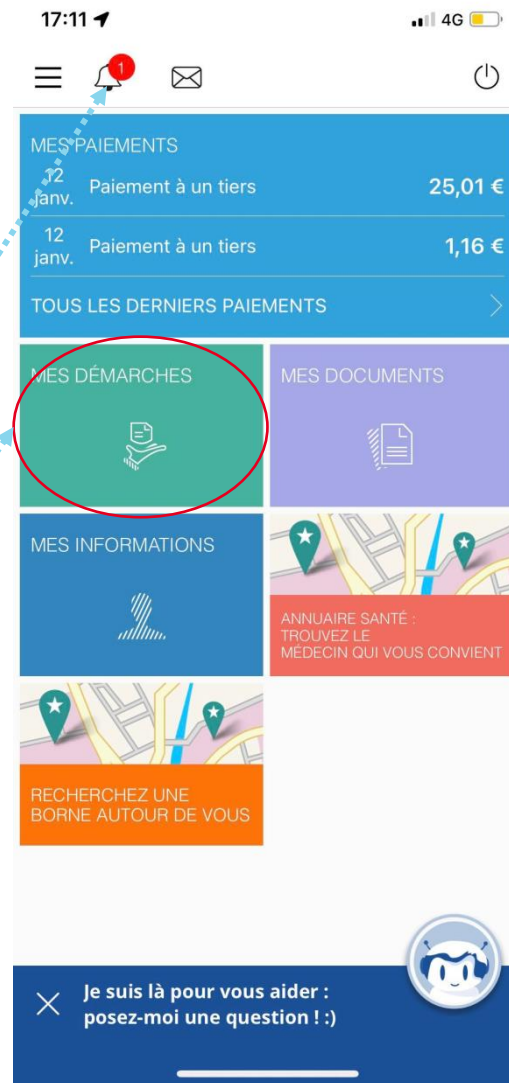 17:11
4G
1
MES PAIEMENTS
12
janv.
Paiement à un tiers
25,01 €
12
janv.
Paiement à un tiers
1,16 €
TOUS LES DERNIERS PAIEMENTS
MES DÉMARCHES
MES DOCUMENTS
MES INFORMATIONS
ANNUAIRE SANTÉ :
TROUVEZ LE
MÉDECIN QUI VOUS CONVIENT
RECHERCHEZ UNE
BORNE AUTOUR DE VOUS
Je suis là pour vous aider :
posez-moi une question ! :)